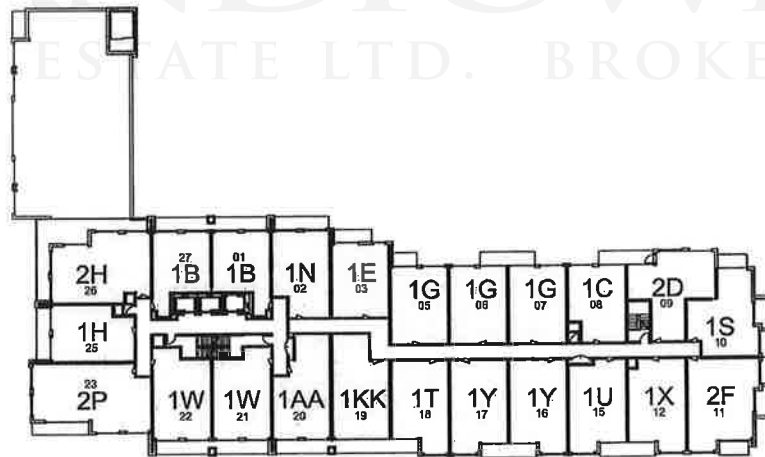 ESTATE LTD. BROKE
2H
26
27
1B
01
1B
1N
02
1E
03
1G
05
1G
06
1G
07
1C
08
2D
09
1S
10
1H
25
23
2P
1W
22
1W
21
1AA
20
1KK
19
1T
18
1Y
17
1Y
16
1U
15
1X
12
2F
11